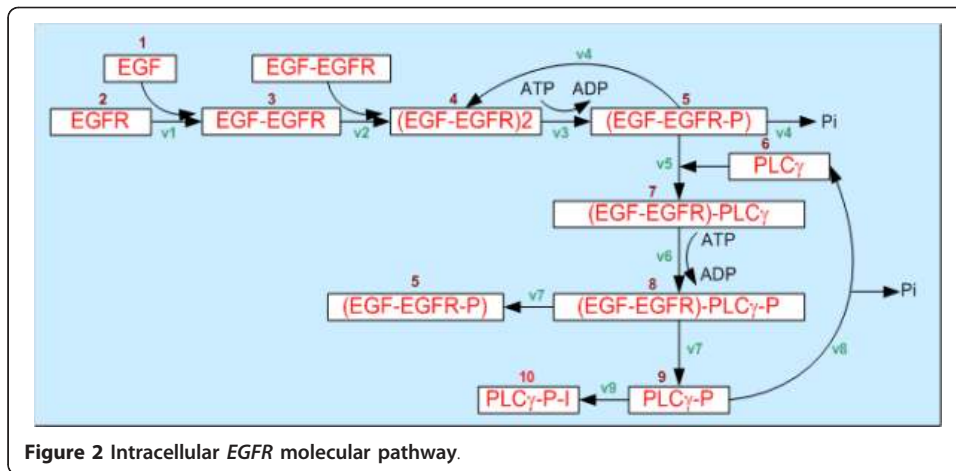 1
EGF
EGF-EGFR
v4
ATP ADP
2 3 4 5
EGFR EGF-EGFR (EGF-EGFR)2 (EGF-EGFR-P) Pi
v1 v2 v3 v4
6
v5 PLCγ
7
(EGF-EGFR)-PLCγ
ATP
v6
ADP
5 8
(EGF-EGFR-P) v7 (EGF-EGFR)-PLCγ-P Pi
v7 v8
10 9
PLCγ-P-I v9 PLCγ-P
Figure 2 Intracellular EGFR molecular pathway.